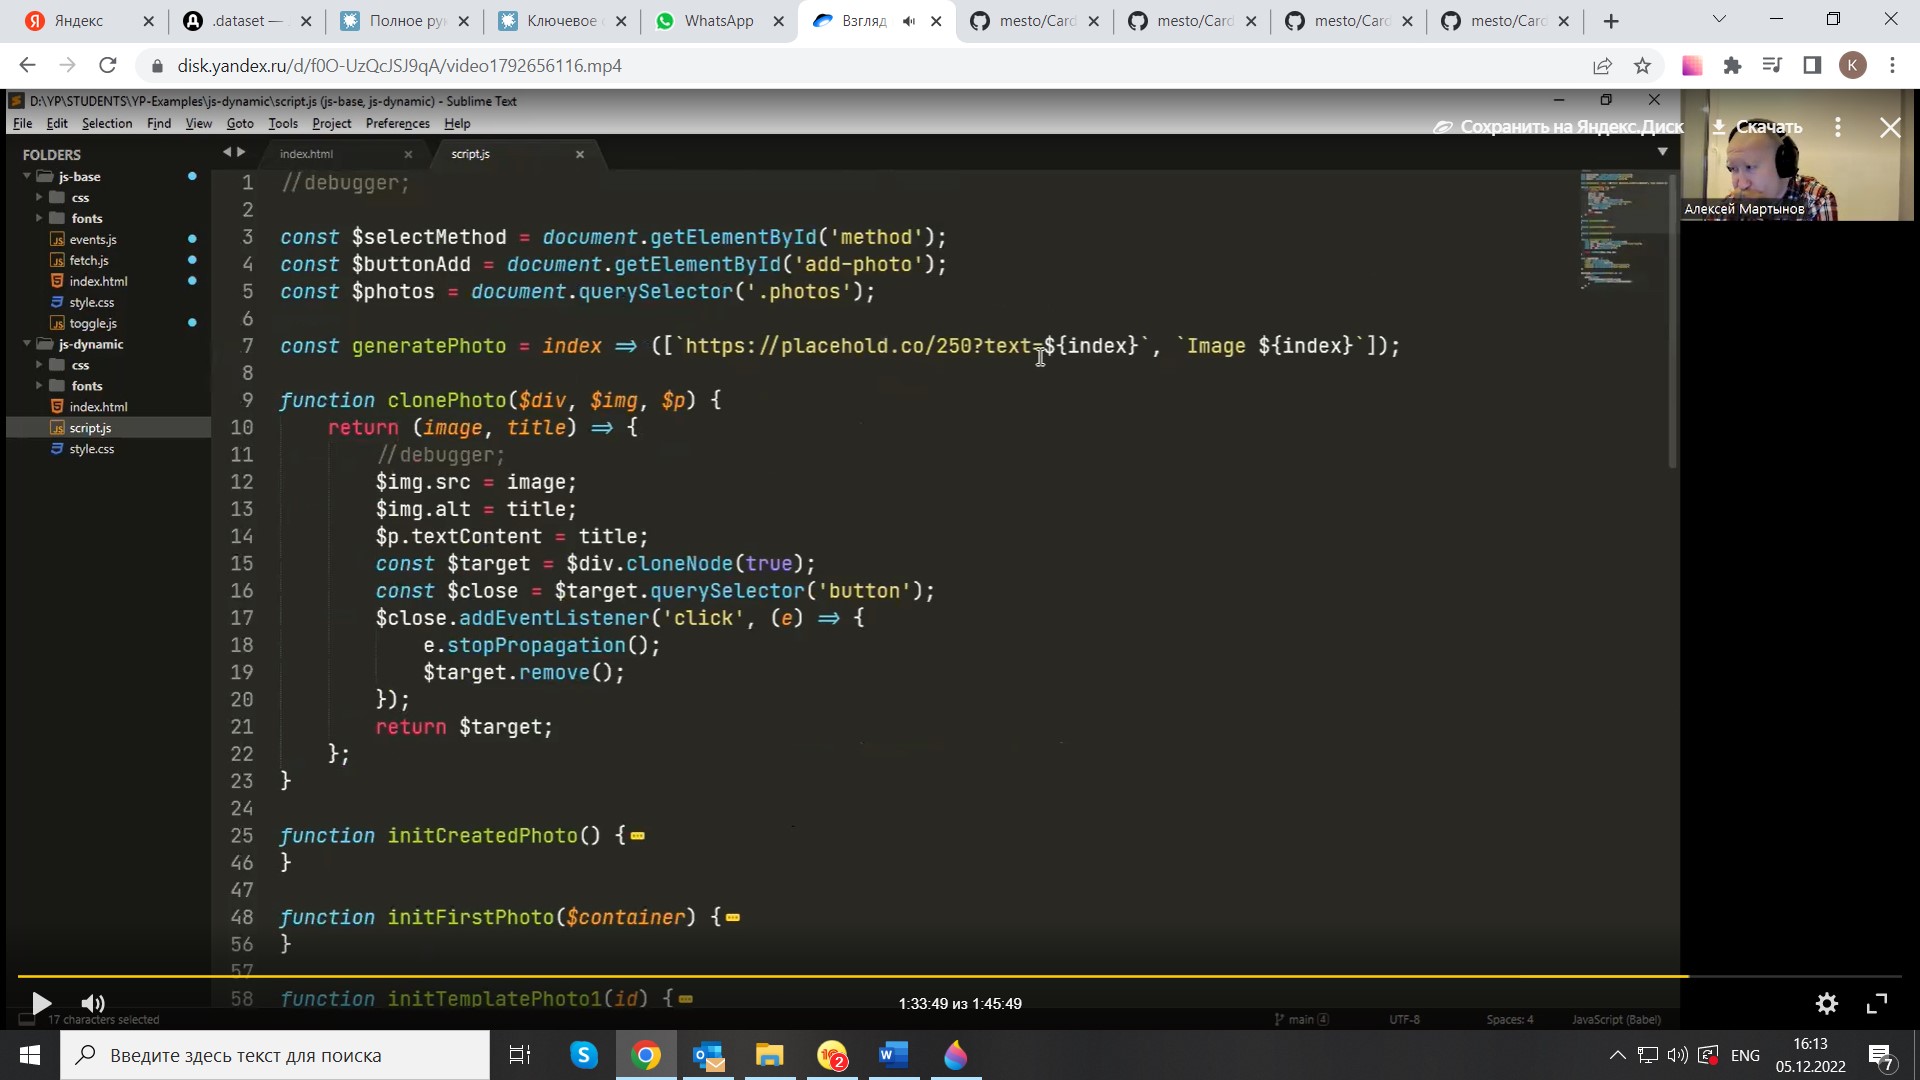 Яндекс
.dataset —
Полное ру
Ключевое
WhatsApp
Взгляд
mesto/Card
mesto/Card
mesto/Card
mesto/Card
disk.yandex.ru/d/f0O-UzQcJSJ9qA/video1792656116.mp4
K
D:\YP\STUDENTS\YP-Examples\js-dynamic\script.js (js-base, js-dynamic) - Sublime Text
File Edit Selection Find View Goto Tools Project Preferences Help
Сохранить на Яндекс.Диск
Скачать
Алексей Мартынов
FOLDERS
js-base
css
fonts
events.js
fetch.js
index.html
style.css
toggle.js
js-dynamic
css
fonts
index.html
script.js
style.css
index.html
script.js
1 //debugger;
2
3 const $selectMethod = document.getElementById('method');
4 const $buttonAdd = document.getElementById('add-photo');
5 const $photos = document.querySelector('.photos');
6
7 const generatePhoto = index => ([`https://placehold.co/250?text=${index}`, `Image ${index}`]);
8
9 function clonePhoto($div, $img, $p) {
10 return (image, title) => {
11 //debugger;
12 $img.src = image;
13 $img.alt = title;
14 $p.textContent = title;
15 const $target = $div.cloneNode(true);
16 const $close = $target.querySelector('button');
17 $close.addEventListener('click', (e) => {
18 e.stopPropagation();
19 $target.remove();
20 });
21 return $target;
22 };
23 }
24
25 function initCreatedPhoto() {
46 }
47
48 function initFirstPhoto($container) {
56 }
57
58 function initTemplatePhoto1(id) {
1:33:49 из 1:45:49
17 characters selected
main 4
UTF-8
Spaces: 4
JavaScript (Babel)
Введите здесь текст для поиска
2
ENG
16:13
05.12.2022
7